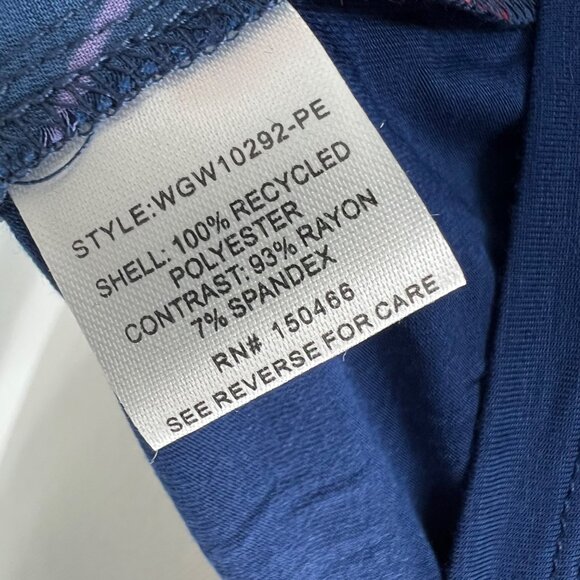 STYLE:WGW10292-PE
SHELL: 100% RECYCLED
POLYESTER
CONTRAST: 93% RAYON
7% SPANDEX
RN# 150466
SEE REVERSE FOR CARE